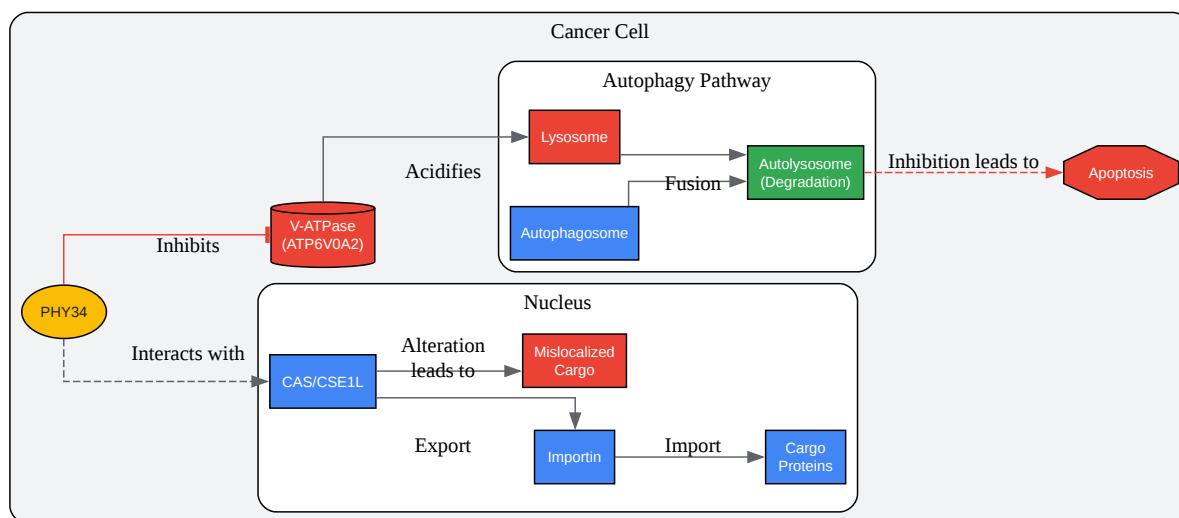 Cancer Cell
Autophagy Pathway
Lysosome
Acidifies
Autolysosome
(Degradation)
Inhibition leads to
Apoptosis
Fusion
Autophagosome
V-ATPase
(ATP6V0A2)
Inhibits
PHY34
Interacts with
Nucleus
CAS/CSE1L
Alteration
leads to
Mislocalized
Cargo
Export
Importin
Import
Cargo
Proteins